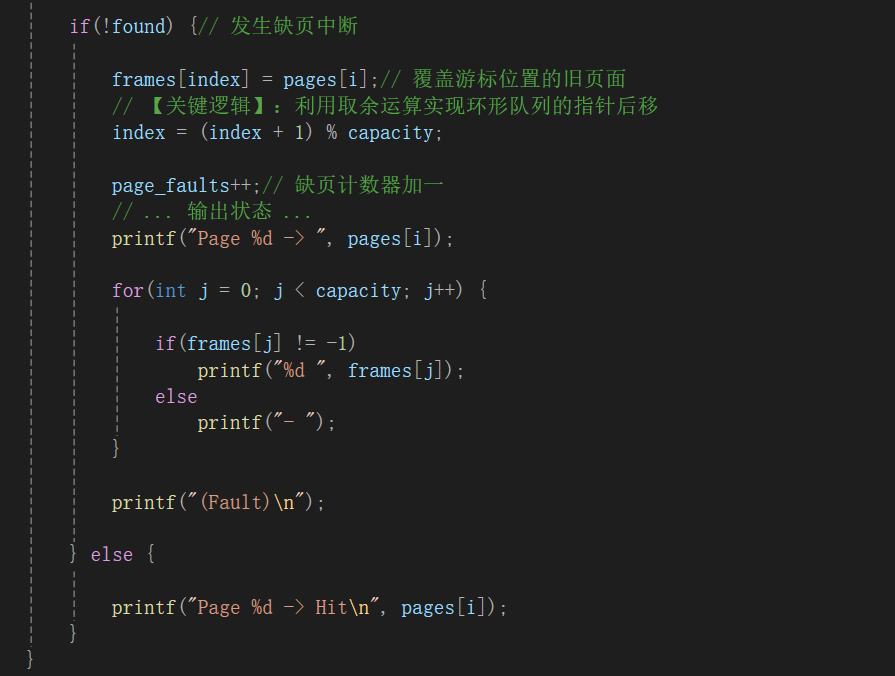 if(!found) {// 发生缺页中断
frames[index] = pages[i];// 覆盖游标位置的旧页面
// 【关键逻辑】: 利用取余运算实现环形队列的指针后移
index = (index + 1) % capacity;
page_faults++;// 缺页计数器加一
// ... 输出状态 ...
printf("Page %d -> ", pages[i]);
for(int j = 0; j < capacity; j++) {
if(frames[j] != -1)
printf("%d ", frames[j]);
else
printf("- ");
}
printf("(Fault)\n");
} else {
printf("Page %d -> Hit\n", pages[i]);
}
}